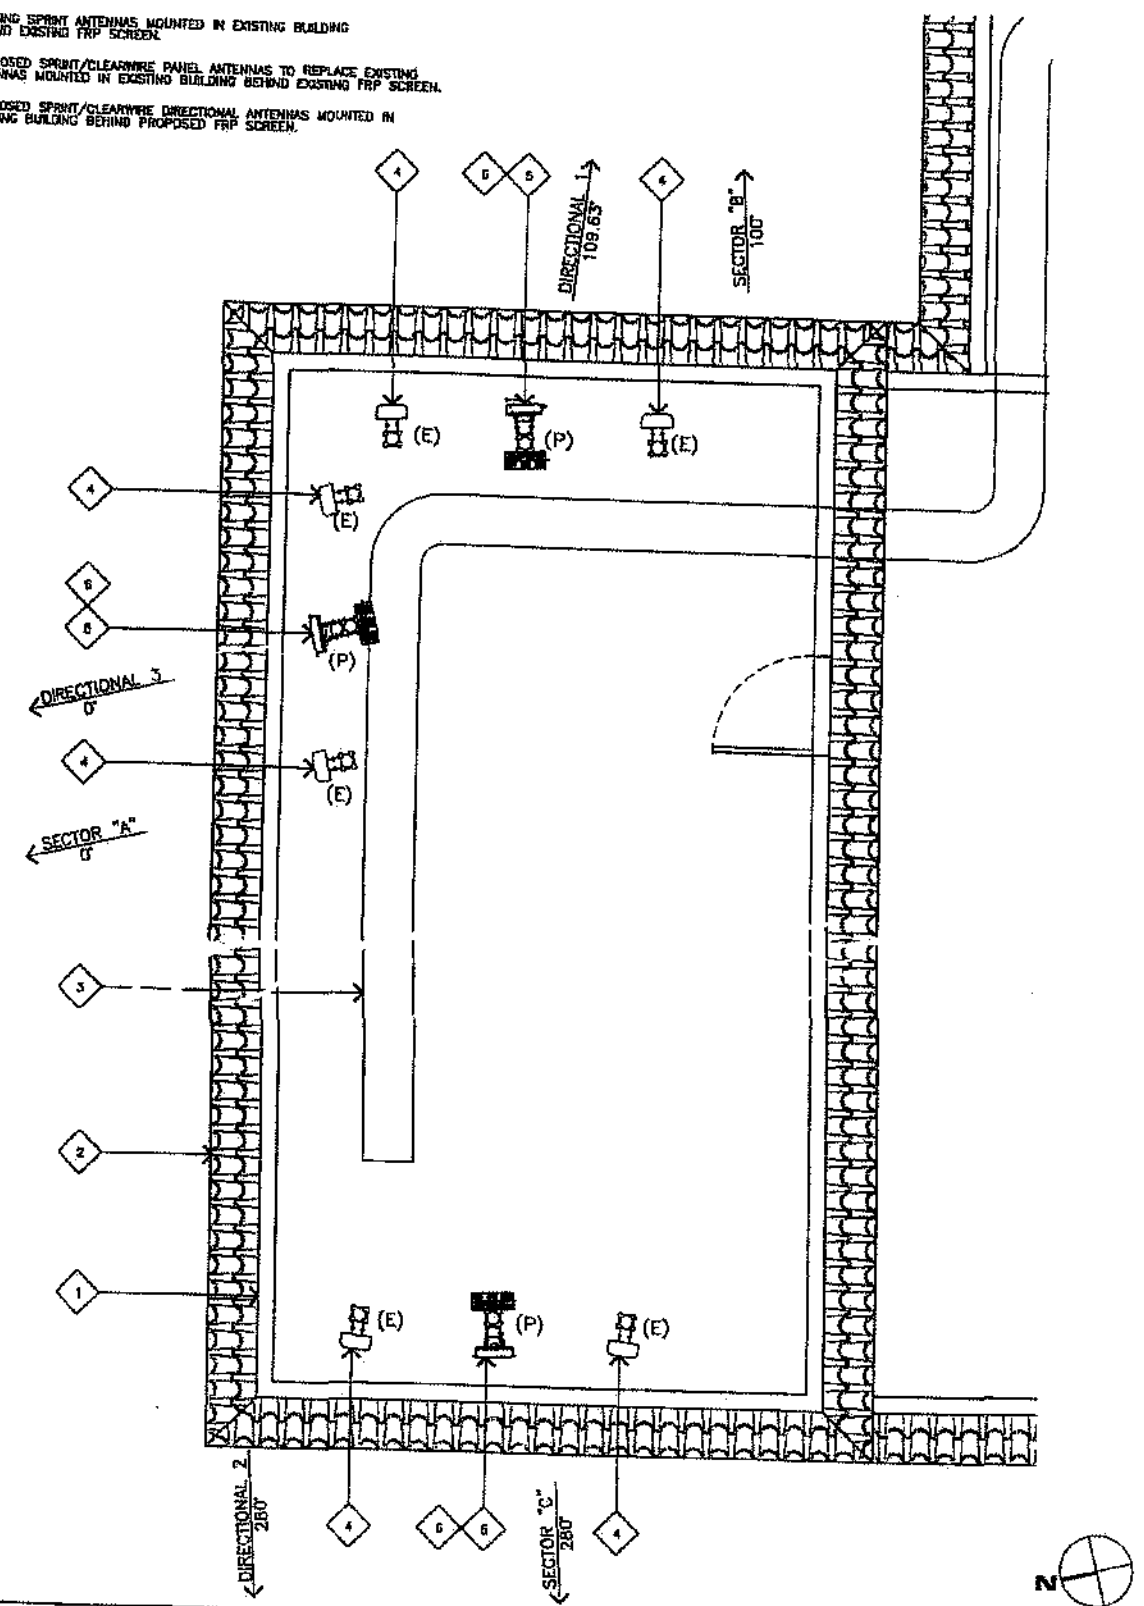 SPRINT ANTENNAS MOUNTED IN EXISTING BUILDING
EXISTING FRP SCREEN.
SPRINT/CLEARWIRE PANEL ANTENNAS TO REPLACE EXISTING
MOUNTED IN EXISTING BUILDING BEHIND EXISTING FRP SCREEN.
SPRINT/CLEARWIRE DIRECTIONAL ANTENNAS MOUNTED IN
BUILDING BEHIND PROPOSED FRP SCREEN.
4
6
5
DIRECTIONAL 1
109.63°
4
SECTOR "B"
100°
(E)
(P)
(E)
4
(E)
6
(P)
DIRECTIONAL 3
0°
4
(E)
SECTOR "A"
0°
3
2
1
(E)
(P)
(E)
DIRECTIONAL 2
4
6
SECTOR "C"
280°
4
N